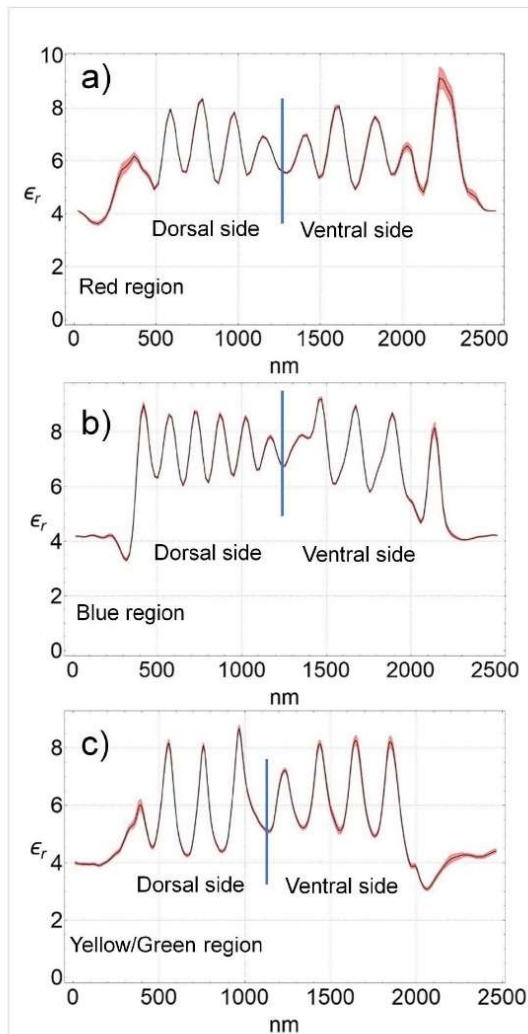 a)
10
8
6
4
2
0
ϵr
Dorsal side Ventral side
Red region
0 500 1000 1500 2000 2500
nm
b)
8
6
4
2
0
ϵr
Dorsal side Ventral side
Blue region
0 500 1000 1500 2000 2500
nm
c)
8
6
4
2
0
ϵr
Dorsal side Ventral side
Yellow/Green region
0 500 1000 1500 2000 2500
nm